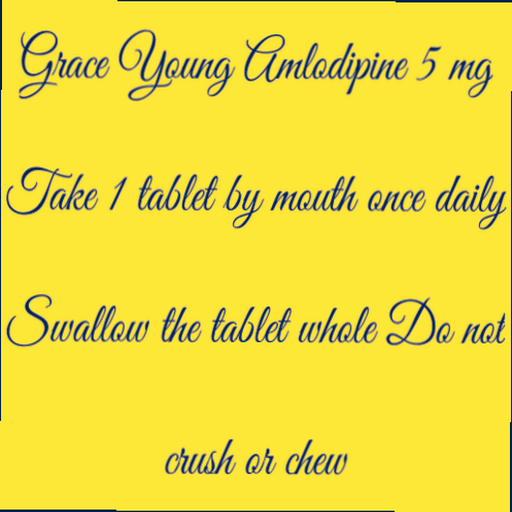 Grace Young Amlodipine 5 mg
Take 1 tablet by mouth once daily
Swallow the tablet whole Do not
crush or chew